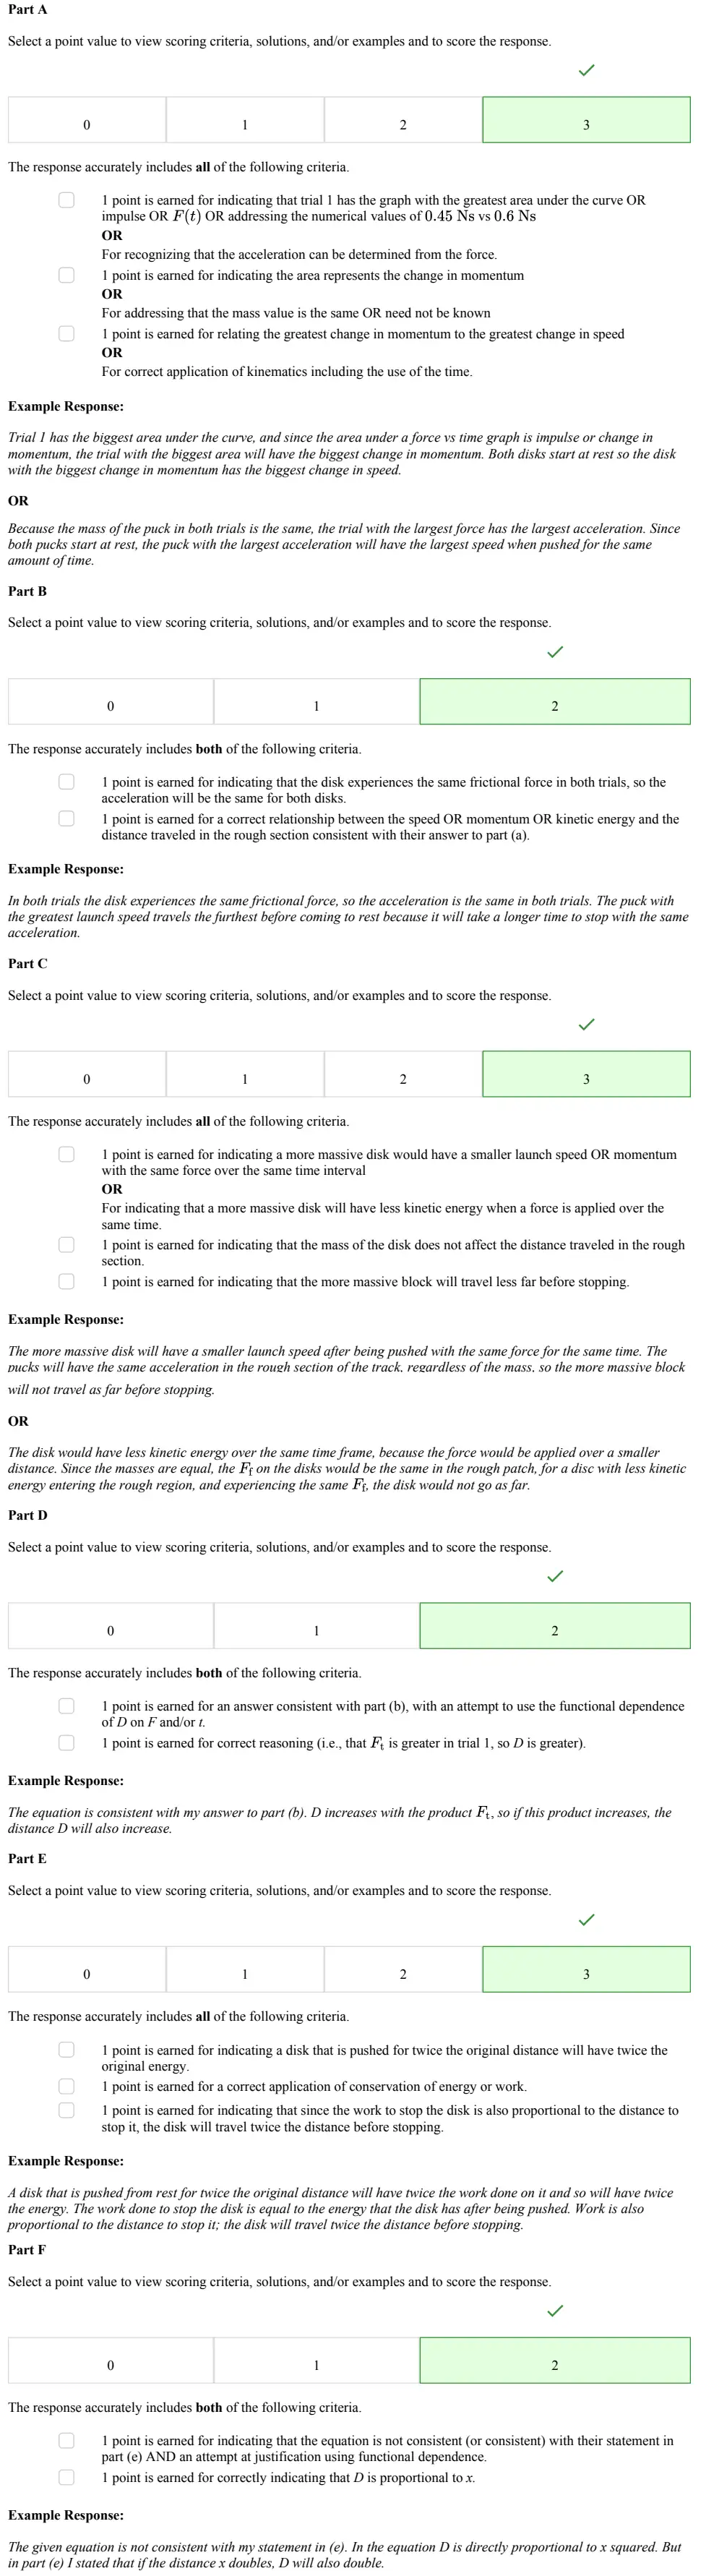 Part A
Select a point value to view scoring criteria, solutions, and/or examples and to score the response.
0 1 2 3
The response accurately includes all of the following criteria.
1 point is earned for indicating that trial 1 has the graph with the greatest area under the curve OR
impulse OR F(t) OR addressing the numerical values of 0.45 Ns vs 0.6 Ns
OR
For recognizing that the acceleration can be determined from the force.
1 point is earned for indicating the area represents the change in momentum
OR
For addressing that the mass value is the same OR need not be known
1 point is earned for relating the greatest change in momentum to the greatest change in speed
OR
For correct application of kinematics including the use of the time.
Example Response:
Trial 1 has the biggest area under the curve, and since the area under a force vs time graph is impulse or change in
momentum, the trial with the biggest area will have the biggest change in momentum. Both disks start at rest so the disk
with the biggest change in momentum has the biggest change in speed.
OR
Because the mass of the puck in both trials is the same, the trial with the largest force has the largest acceleration. Since
both pucks start at rest, the puck with the largest acceleration will have the largest speed when pushed for the same
amount of time.
Part B
Select a point value to view scoring criteria, solutions, and/or examples and to score the response.
0 1 2
The response accurately includes both of the following criteria.
1 point is earned for indicating that the disk experiences the same frictional force in both trials, so the
acceleration will be the same for both disks.
1 point is earned for a correct relationship between the speed OR momentum OR kinetic energy and the
distance traveled in the rough section consistent with their answer to part (a).
Example Response:
In both trials the disk experiences the same frictional force, so the acceleration is the same in both trials. The puck with
the greatest launch speed travels the furthest before coming to rest because it will take a longer time to stop with the same
acceleration.
Part C
Select a point value to view scoring criteria, solutions, and/or examples and to score the response.
0 1 2 3
The response accurately includes all of the following criteria.
1 point is earned for indicating a more massive disk would have a smaller launch speed OR momentum
with the same force over the same time interval
OR
For indicating that a more massive disk will have less kinetic energy when a force is applied over the
same time.
1 point is earned for indicating that the mass of the disk does not affect the distance traveled in the rough
section.
1 point is earned for indicating that the more massive block will travel less far before stopping.
Example Response:
The more massive disk will have a smaller launch speed after being pushed with the same force for the same time. The
pucks will have the same acceleration in the rough section of the track, regardless of the mass, so the more massive block
will not travel as far before stopping.
OR
The disk would have less kinetic energy over the same time frame, because the force would be applied over a smaller
distance. Since the masses are equal, the F_f on the disks would be the same in the rough patch, for a disc with less kinetic
energy entering the rough region, and experiencing the same F_f, the disk would not go as far.
Part D
Select a point value to view scoring criteria, solutions, and/or examples and to score the response.
0 1 2
The response accurately includes both of the following criteria.
1 point is earned for an answer consistent with part (b), with an attempt to use the functional dependence
of D on F and/or t.
1 point is earned for correct reasoning (i.e., that F_t is greater in trial 1, so D is greater).
Example Response:
The equation is consistent with my answer to part (b). D increases with the product F_t, so if this product increases, the
distance D will also increase.
Part E
Select a point value to view scoring criteria, solutions, and/or examples and to score the response.
0 1 2 3
The response accurately includes all of the following criteria.
1 point is earned for indicating a disk that is pushed for twice the original distance will have twice the
original energy.
1 point is earned for a correct application of conservation of energy or work.
1 point is earned for indicating that since the work to stop the disk is also proportional to the distance to
stop it, the disk will travel twice the distance before stopping.
Example Response:
A disk that is pushed from rest for twice the original distance will have twice the work done on it and so will have twice
the energy. The work done to stop the disk is equal to the energy that the disk has after being pushed. Work is also
proportional to the distance to stop it; the disk will travel twice the distance before stopping.
Part F
Select a point value to view scoring criteria, solutions, and/or examples and to score the response.
0 1 2
The response accurately includes both of the following criteria.
1 point is earned for indicating that the equation is not consistent (or consistent) with their statement in
part (e) AND an attempt at justification using functional dependence.
1 point is earned for correctly indicating that D is proportional to x.
Example Response:
The given equation is not consistent with my statement in (e). In the equation D is directly proportional to x squared. But
in part (e) I stated that if the distance x doubles, D will also double.